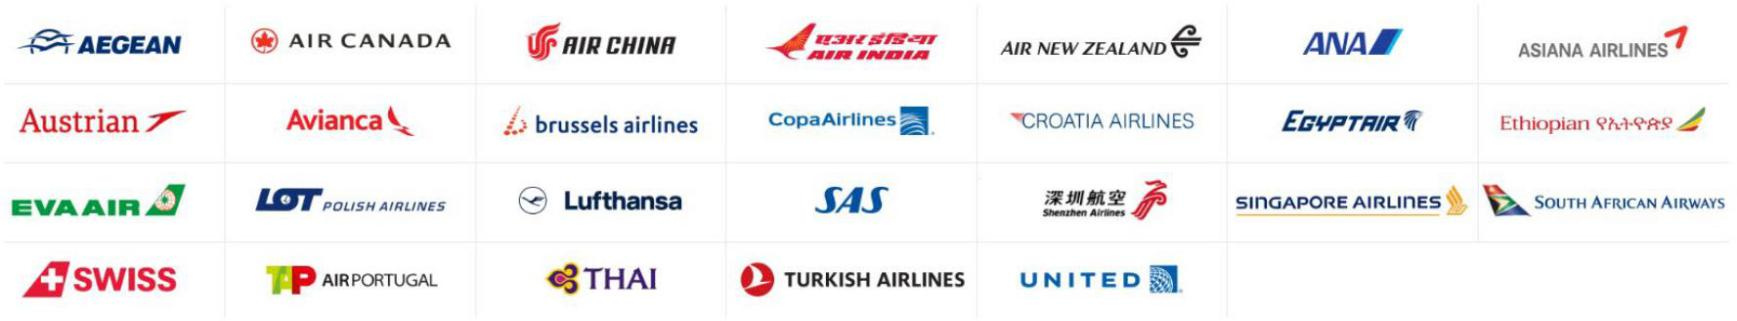 AEGEAN
AIR CANADA
AIR CHINA
एअर इंडिया
AIR INDIA
AIR NEW ZEALAND
ANA
ASIANA AIRLINES
Austrian
Avianca
brussels airlines
CopaAirlines
CROATIA AIRLINES
EGYPTAIR
Ethiopian የኢትዮጵያ
EVA AIR
LOT POLISH AIRLINES
Lufthansa
SAS
深圳航空
Shenzhen Airlines
SINGAPORE AIRLINES
SOUTH AFRICAN AIRWAYS
SWISS
TAP AIRPORTUGAL
THAI
TURKISH AIRLINES
UNITED